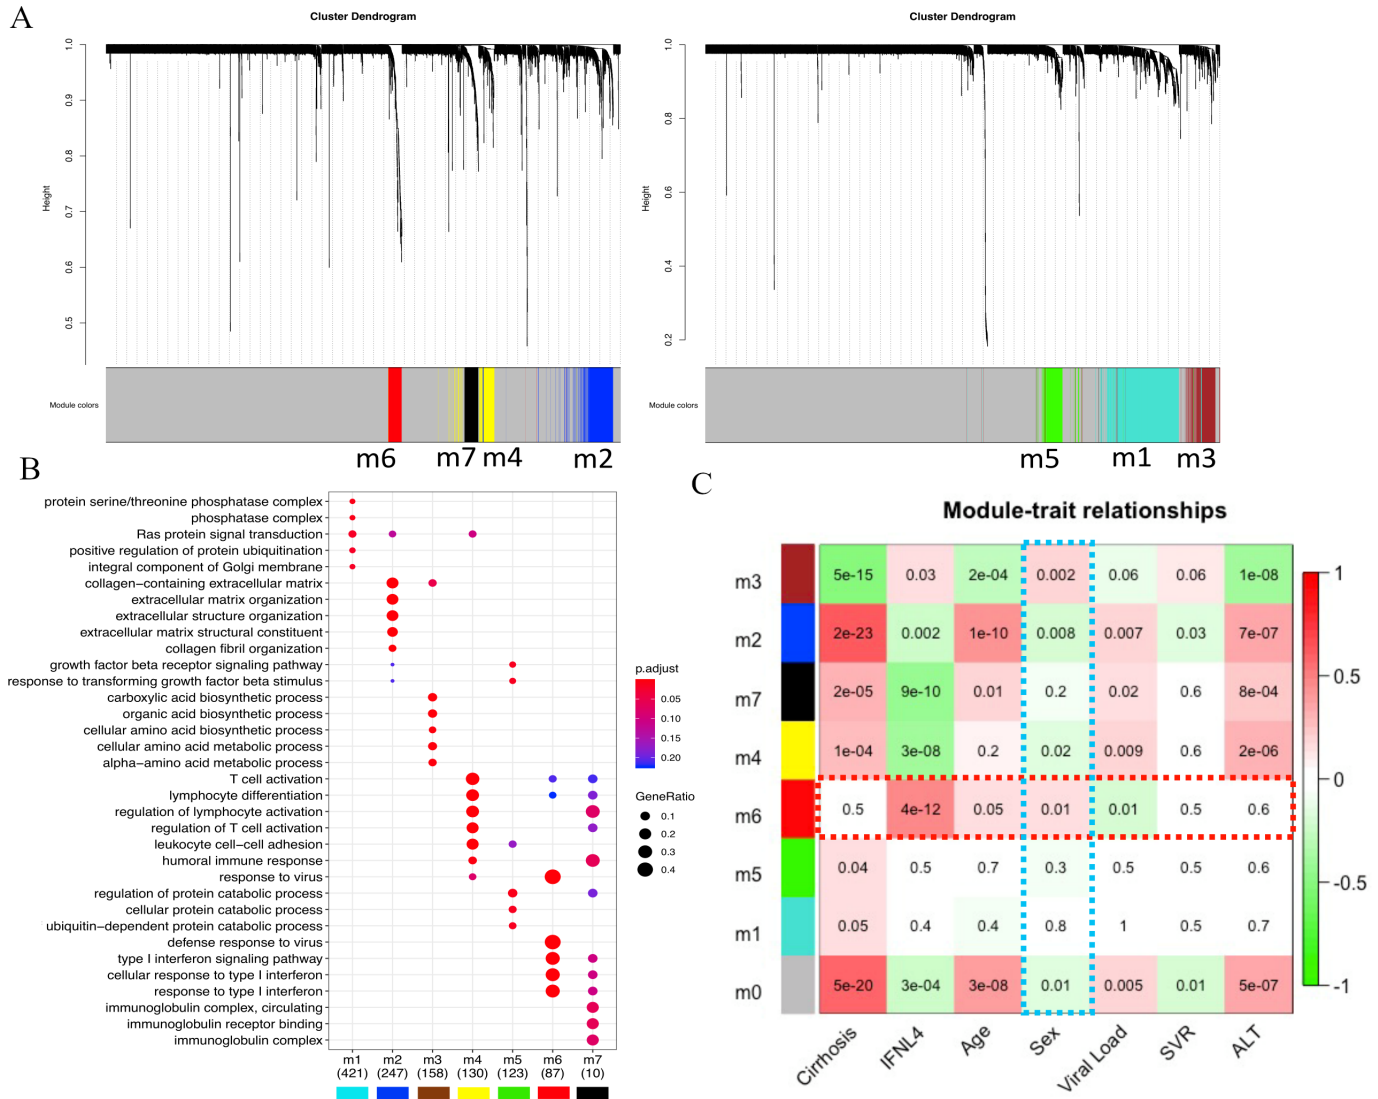 A
Cluster Dendrogram
Cluster Dendrogram
Height
1.0
0.9
0.8
0.7
0.6
0.5
Height
1.0
0.8
0.6
0.4
0.2
Module colors
Module colors
m6 m7 m4 m2
m5 m1 m3
B
protein serine/threonine phosphatase complex
phosphatase complex
Ras protein signal transduction
positive regulation of protein ubiquitination
integral component of Golgi membrane
collagen−containing extracellular matrix
extracellular matrix organization
extracellular structure organization
extracellular matrix structural constituent
collagen fibril organization
growth factor beta receptor signaling pathway
response to transforming growth factor beta stimulus
carboxylic acid biosynthetic process
organic acid biosynthetic process
cellular amino acid biosynthetic process
cellular amino acid metabolic process
alpha−amino acid metabolic process
T cell activation
lymphocyte differentiation
regulation of lymphocyte activation
regulation of T cell activation
leukocyte cell−cell adhesion
humoral immune response
response to virus
regulation of protein catabolic process
cellular protein catabolic process
ubiquitin−dependent protein catabolic process
defense response to virus
type I interferon signaling pathway
cellular response to type I interferon
response to type I interferon
immunoglobulin complex, circulating
immunoglobulin receptor binding
immunoglobulin complex
m1 m2 m3 m4 m5 m6 m7
(421) (247) (158) (130) (123) (87) (10)
p.adjust
0.05
0.10
0.15
0.20
GeneRatio
0.1
0.2
0.3
0.4
C
Module-trait relationships
m3 5e-15 0.03 2e-04 0.002 0.06 0.06 1e-08
m2 2e-23 0.002 1e-10 0.008 0.007 0.03 7e-07
m7 2e-05 9e-10 0.01 0.2 0.02 0.6 8e-04
m4 1e-04 3e-08 0.2 0.02 0.009 0.6 2e-06
m6 0.5 4e-12 0.05 0.01 0.01 0.5 0.6
m5 0.04 0.5 0.7 0.3 0.5 0.5 0.6
m1 0.05 0.4 0.4 0.8 1 0.5 0.7
m0 5e-20 3e-04 3e-08 0.01 0.005 0.01 5e-07
Cirrhosis IFNL4 Age Sex Viral Load SVR ALT
1
0.5
0
-0.5
-1